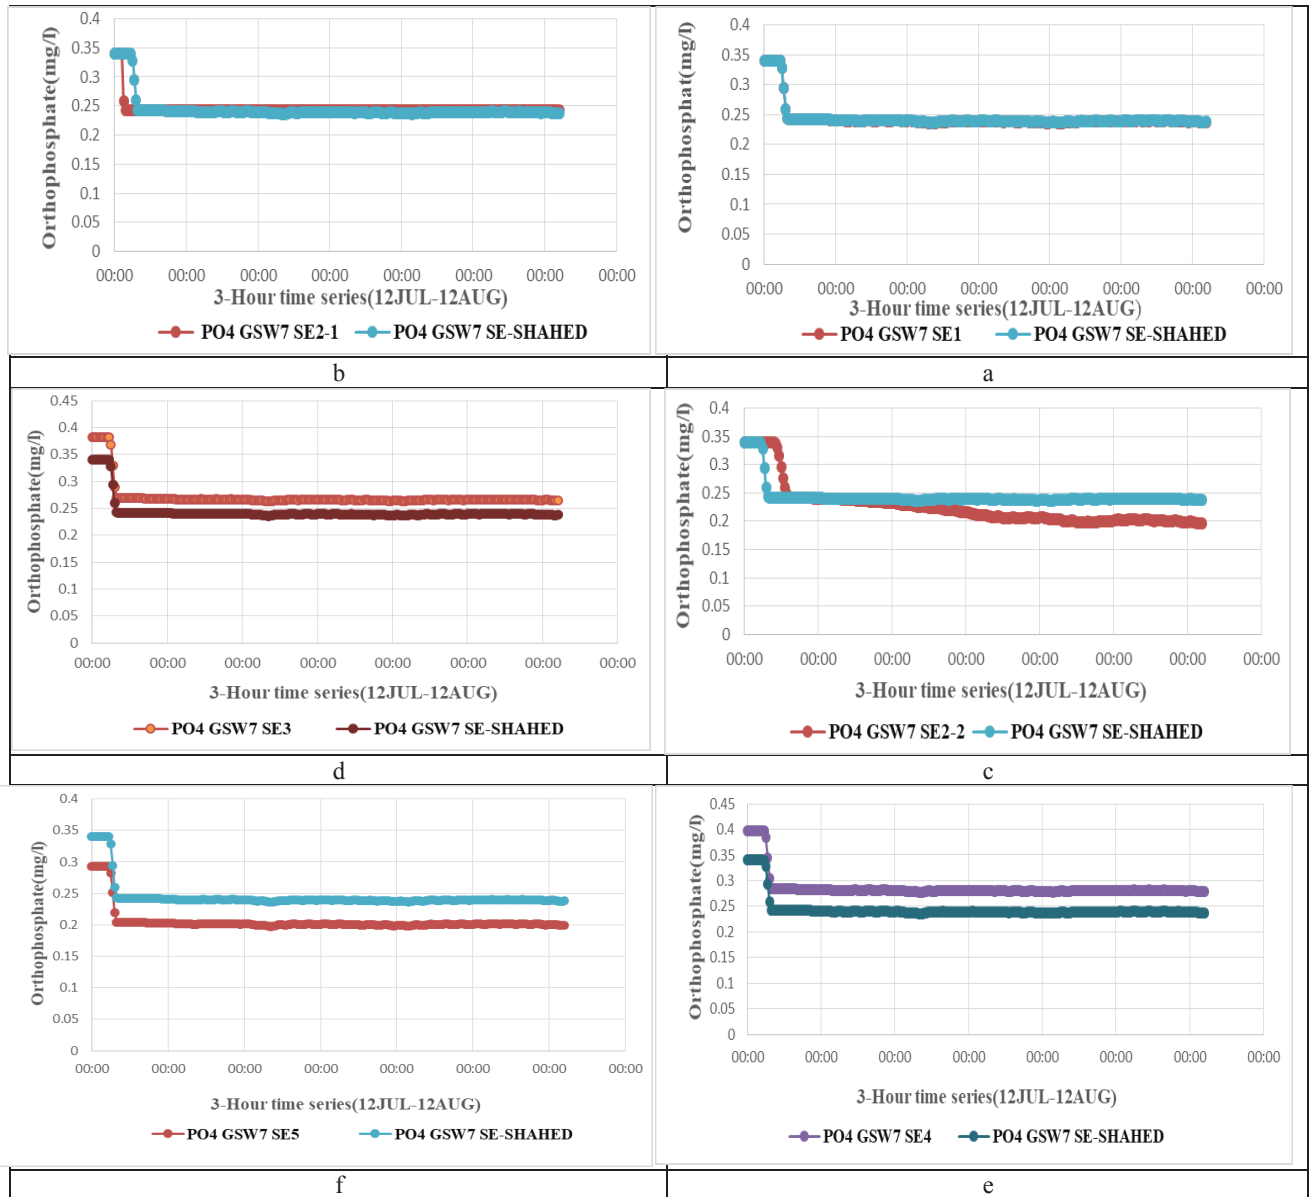 0.4
0.35
0.3
0.25
0.2
0.15
0.1
0.05
0
Orthophosphate(mg/l)
00:00 00:00 00:00 00:00 00:00 00:00 00:00 00:00
3-Hour time series(12JUL-12AUG)
PO4 GSW7 SE2-1 PO4 GSW7 SE-SHAHED
b
0.4
0.35
0.3
0.25
0.2
0.15
0.1
0.05
0
Orthophosphat(mg/l)
00:00 00:00 00:00 00:00 00:00 00:00 00:00 00:00
3-Hour time series(12JUL-12AUG)
PO4 GSW7 SE1 PO4 GSW7 SE-SHAHED
a
0.45
0.4
0.35
0.3
0.25
0.2
0.15
0.1
0.05
0
Orthophosphate(mg/l)
00:00 00:00 00:00 00:00 00:00 00:00 00:00 00:00
3-Hour time series(12JUL-12AUG)
PO4 GSW7 SE3 PO4 GSW7 SE-SHAHED
d
0.4
0.35
0.3
0.25
0.2
0.15
0.1
0.05
0
Orthophosphate(mg/l)
00:00 00:00 00:00 00:00 00:00 00:00 00:00 00:00
3-Hour time series(12JUL-12AUG)
PO4 GSW7 SE2-2 PO4 GSW7 SE-SHAHED
c
0.4
0.35
0.3
0.25
0.2
0.15
0.1
0.05
0
Orthophosphate(mg/l)
00:00 00:00 00:00 00:00 00:00 00:00 00:00 00:00
3-Hour time series(12JUL-12AUG)
PO4 GSW7 SE5 PO4 GSW7 SE-SHAHED
f
0.45
0.4
0.35
0.3
0.25
0.2
0.15
0.1
0.05
0
Orthophosphate(mg/l)
00:00 00:00 00:00 00:00 00:00 00:00 00:00 00:00
3-Hour time series(12JUL-12AUG)
PO4 GSW7 SE4 PO4 GSW7 SE-SHAHED
e